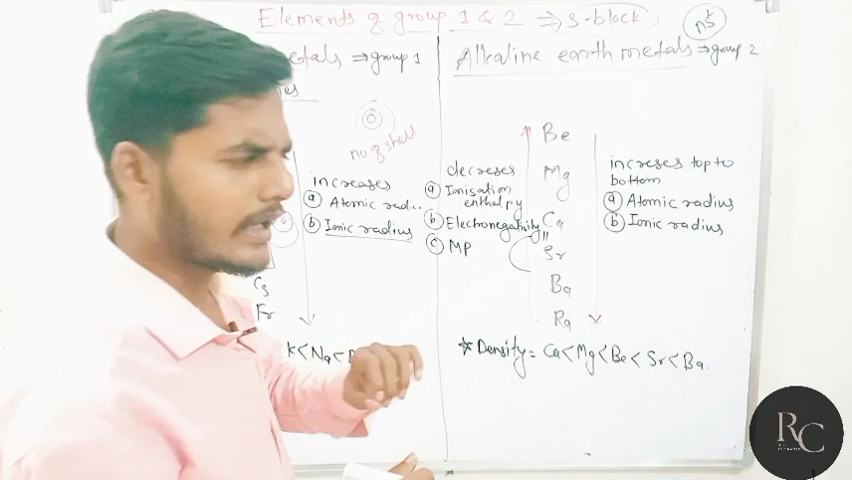 Elements of group 1 & 2 ⇒ s-block
ns
etals ⇒ group 1
Alkaline earth metals ⇒ group 2
no of shell
increases
(a) Atomic rad...
(b) Ionic radius
Cs
Fr
K < Na <
decreses
(a) Ionisation
enthalpy
(b) Electronegativity
(c) MP
Be
Mg
Ca
Sr
Ba
Ra
increses top to
bottom
(a) Atomic radius
(b) Ionic radius
* Density = Ca < Mg < Be < Sr < Ba.
RC